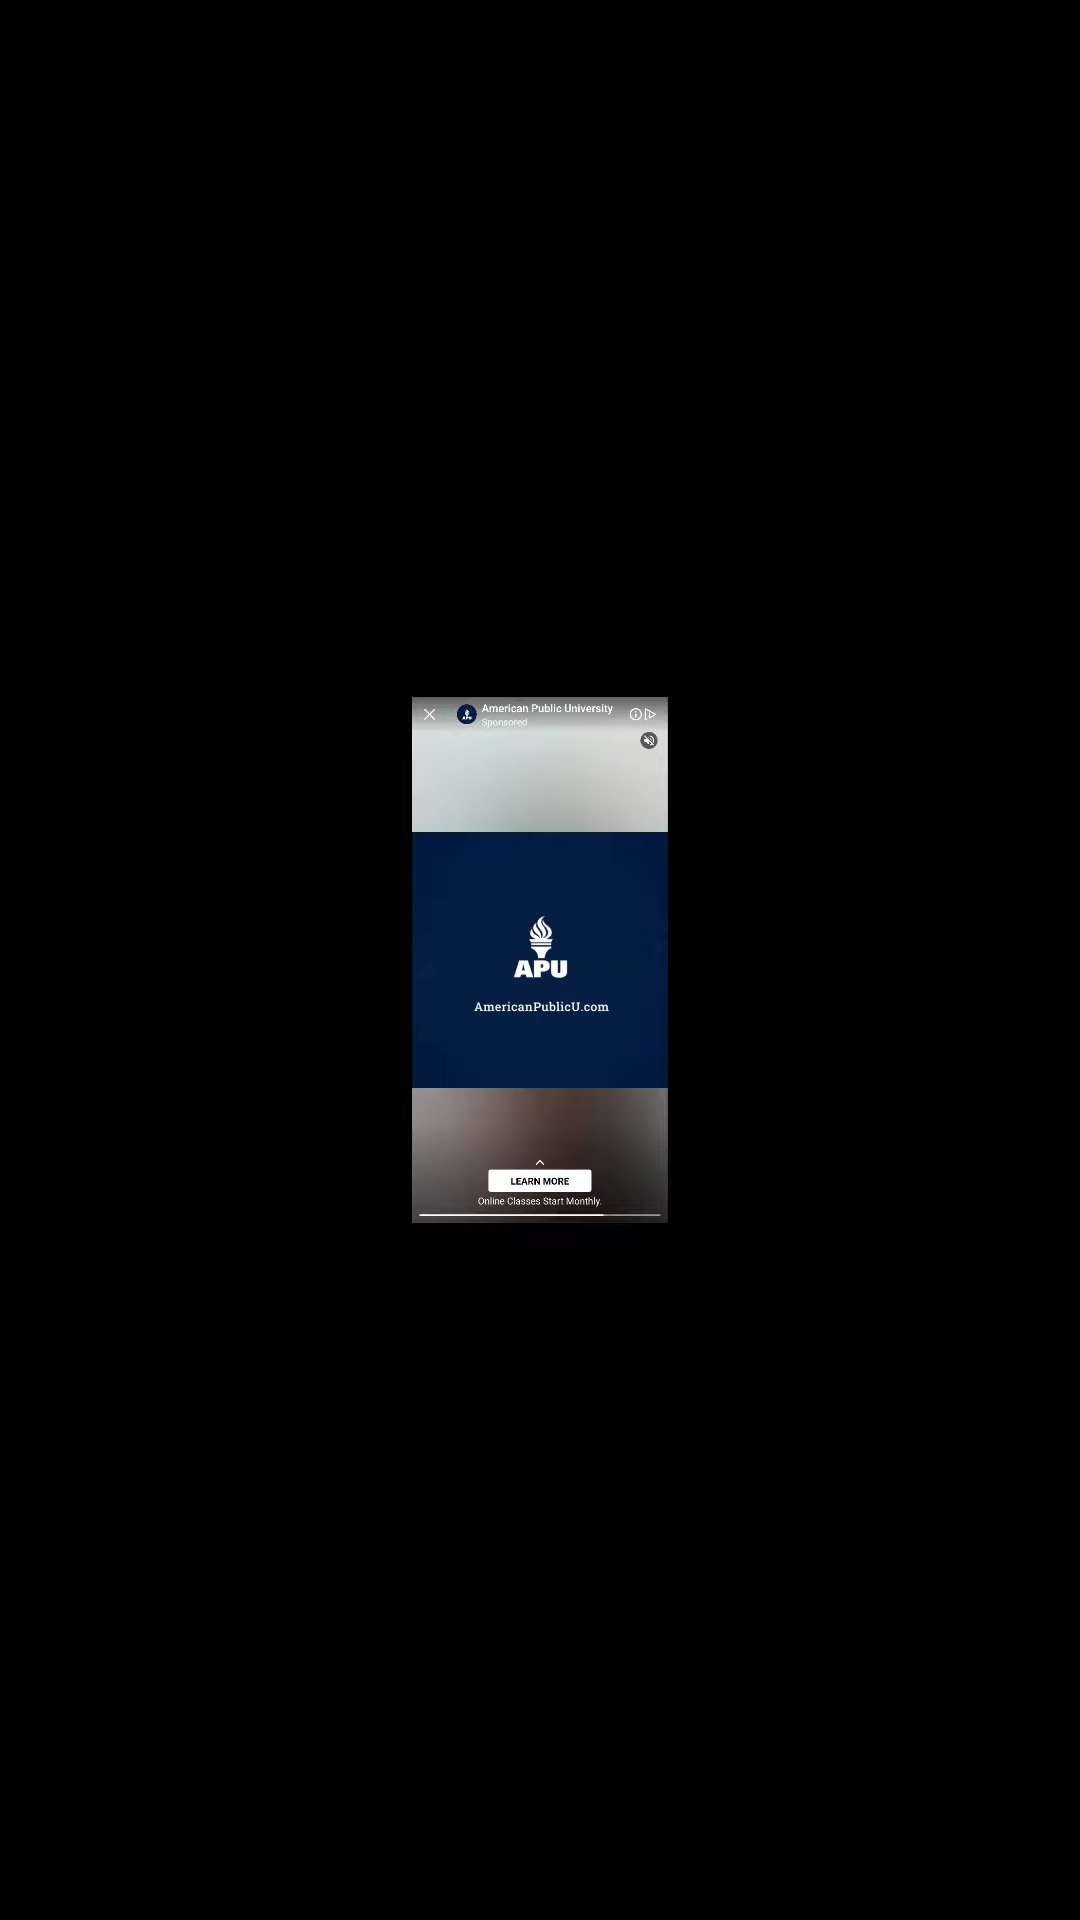 American Public University
Sponsored
APU
AmericanPublicU.com
LEARN MORE
Online Classes Start Monthly.